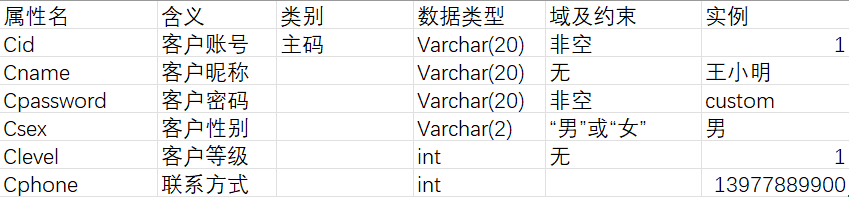 属性名 含义 类别 数据类型 域及约束 实例
Cid 客户账号 主码 Varchar(20) 非空 1
Cname 客户昵称 Varchar(20) 无 王小明
Cpassword 客户密码 Varchar(20) 非空 custom
Csex 客户性别 Varchar(2) “男”或“女” 男
Clevel 客户等级 int 无 1
Cphone 联系方式 int 13977889900